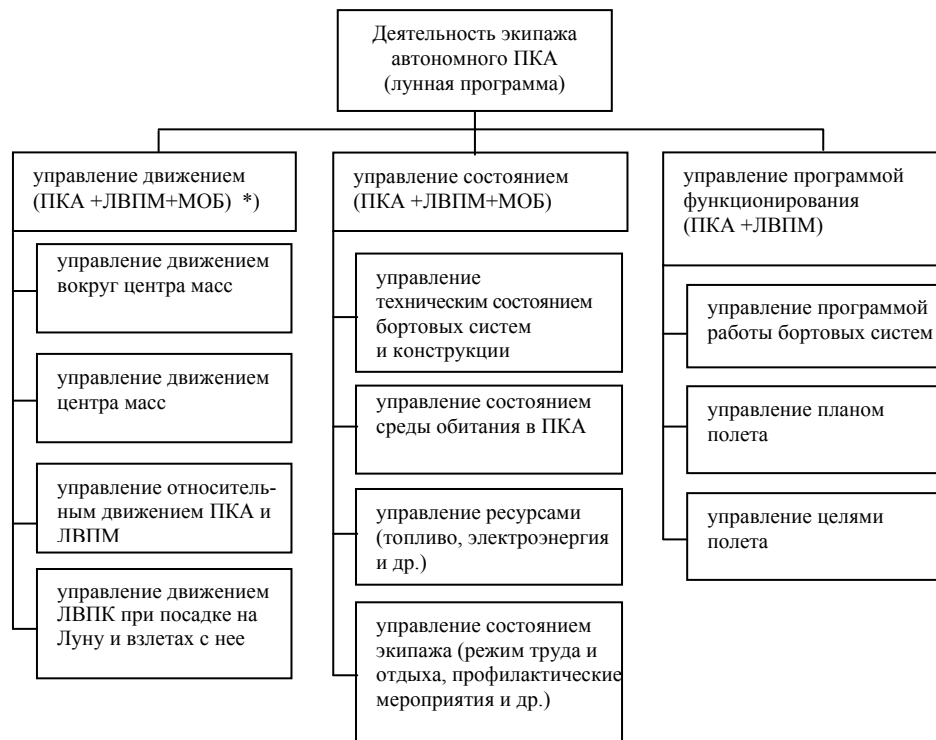 Деятельность экипажа
автономного ПКА
(лунная программа)
управление движением
(ПКА +ЛВПМ+МОБ) *)
управление движением
вокруг центра масс
управление движением
центра масс
управление относитель-
ным движением ПКА и
ЛВПМ
управление движением
ЛВПК при посадке на
Луну и взлетах с нее
управление состоянием
(ПКА +ЛВПМ+МОБ)
управление
техническим состоянием
бортовых систем
и конструкции
управление состоянием
среды обитания в ПКА
управление ресурсами
(топливо, электроэнергия
и др.)
управление состоянием
экипажа (режим труда и
отдыха, профилактические
мероприятия и др.)
управление программой
функционирования
(ПКА +ЛВПМ)
управление программой
работы бортовых систем
управление планом
полета
управление целями
полета